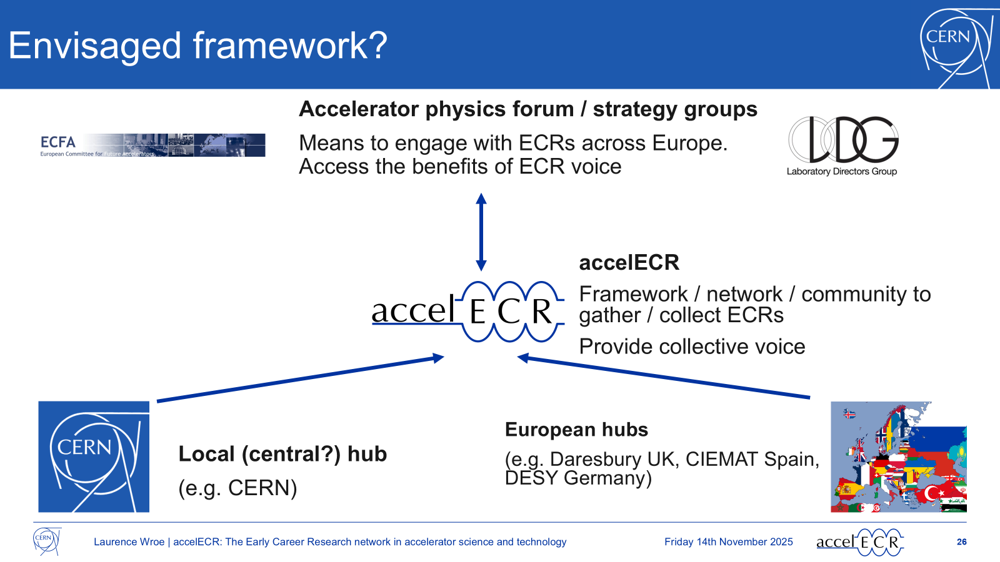 Envisaged framework?
CERN
Accelerator physics forum / strategy groups
ECFA
European Committee for Future Accelerators
Means to engage with ECRs across Europe.
Access the benefits of ECR voice
LDG
Laboratory Directors Group
accelECR
accel E C R
Framework / network / community to
gather / collect ECRs
Provide collective voice
CERN
Local (central?) hub
(e.g. CERN)
European hubs
(e.g. Daresbury UK, CIEMAT Spain,
DESY Germany)
CERN
Laurence Wroe | accelECR: The Early Career Research network in accelerator science and technology
Friday 14th November 2025
accel E C R
26